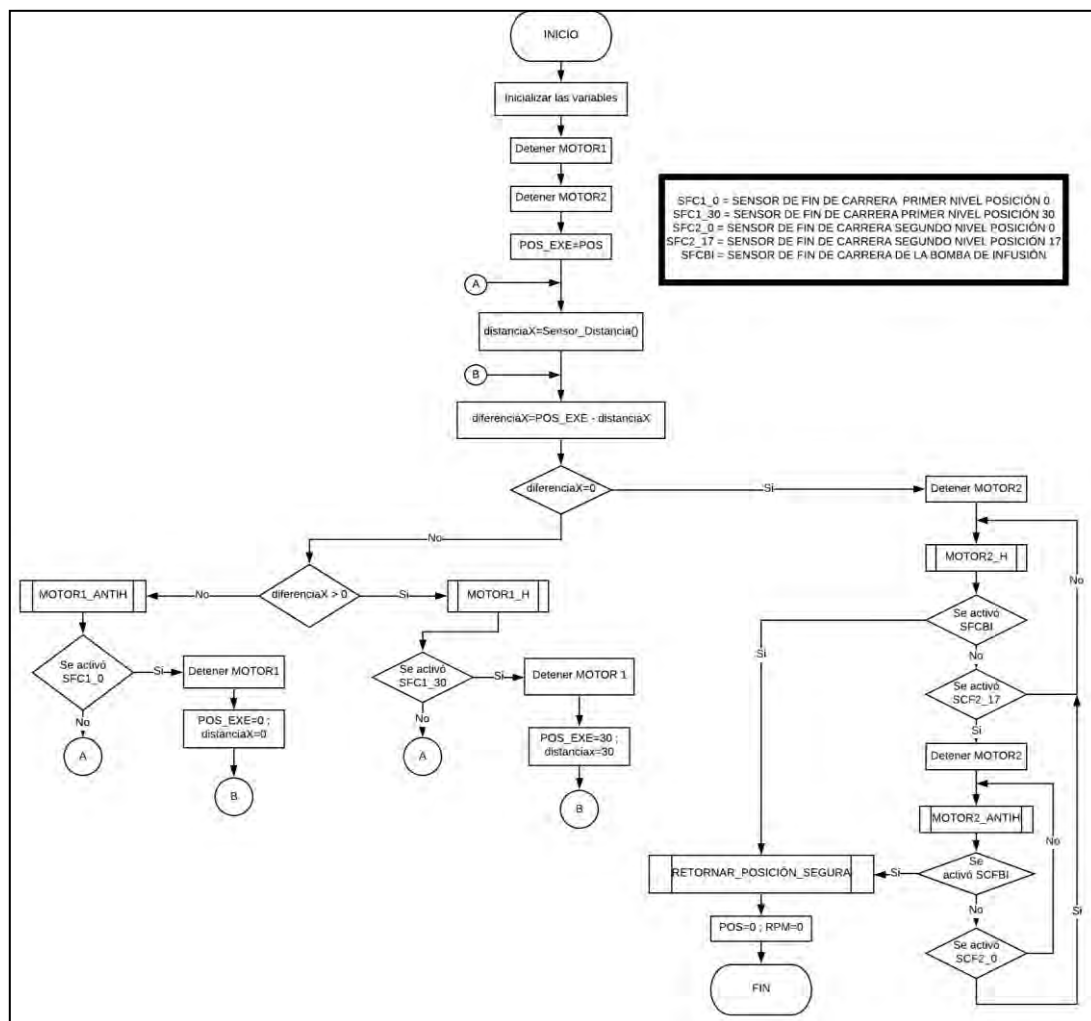 INICIO
Inicializar las variables
Detener MOTOR1
Detener MOTOR2
POS_EXE=POS
SFC1_0 = SENSOR DE FIN DE CARRERA PRIMER NIVEL POSICIÓN 0
SFC1_30 = SENSOR DE FIN DE CARRERA PRIMER NIVEL POSICIÓN 30
SFC2_0 = SENSOR DE FIN DE CARRERA SEGUNDO NIVEL POSICIÓN 0
SFC2_17 = SENSOR DE FIN DE CARRERA SEGUNDO NIVEL POSICIÓN 17
SFCBI = SENSOR DE FIN DE CARRERA DE LA BOMBA DE INFUSIÓN
A
distanciaX=Sensor_Distancia()
B
diferenciaX=POS_EXE - distanciaX
diferenciaX=0
Si
Detener MOTOR2
No
MOTOR2_H
No
MOTOR1_ANTIH
No
diferenciaX > 0
Si
MOTOR1_H
Se activó
SFCBI
Si
No
Se activó
SFC1_0
Si
Detener MOTOR1
Se activó
SFC1_30
Si
Detener MOTOR 1
Se activó
SCF2_17
Si
No
POS_EXE=0 ;
distanciaX=0
No
POS_EXE=30 ;
distanciax=30
Detener MOTOR2
A
B
A
B
MOTOR2_ANTIH
No
RETORNAR_POSICIÓN_SEGURA
Si
Se
activó SCFBI
No
Si
POS=0 ; RPM=0
Se activó
SCF2_0
FIN